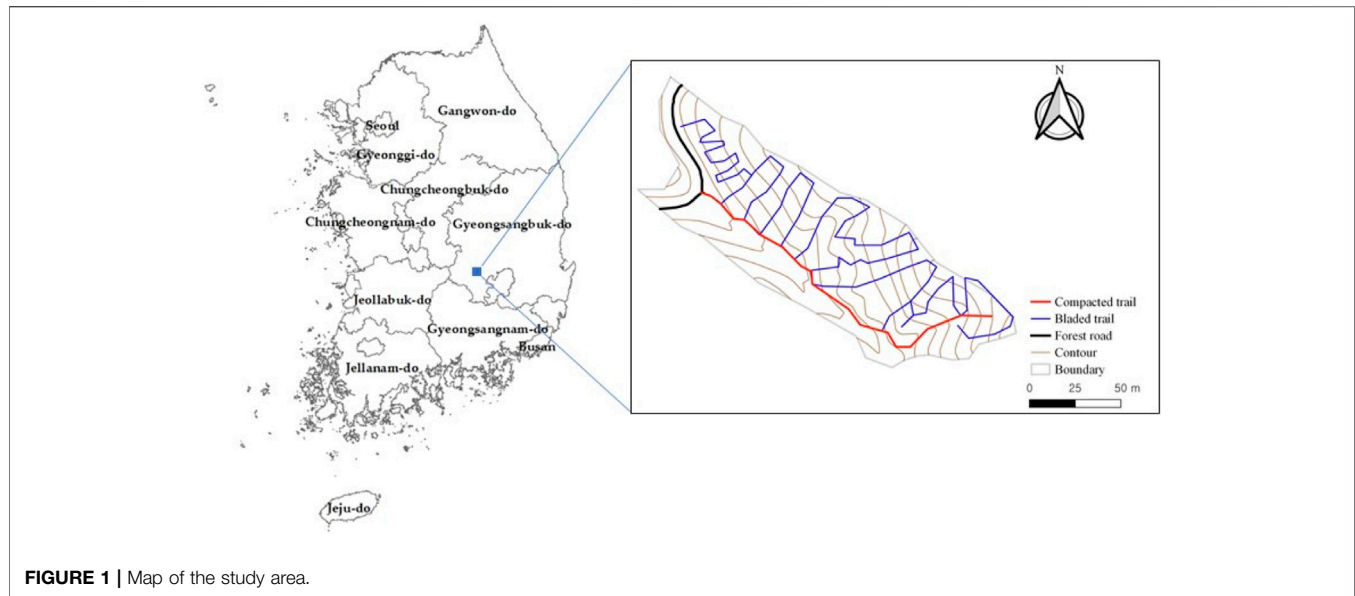 Gangwon-do
Seoul
Gyeonggi-do
Chungcheongbuk-do
Chungcheongnam-do
Gyeongsangbuk-do
Jeollabuk-do
Gyeongsangnam-do
Busan
Jellanam-do
Jeju-do
N
Compacted trail
Bladed trail
Forest road
Contour
Boundary
0 25 50 m
FIGURE 1 | Map of the study area.